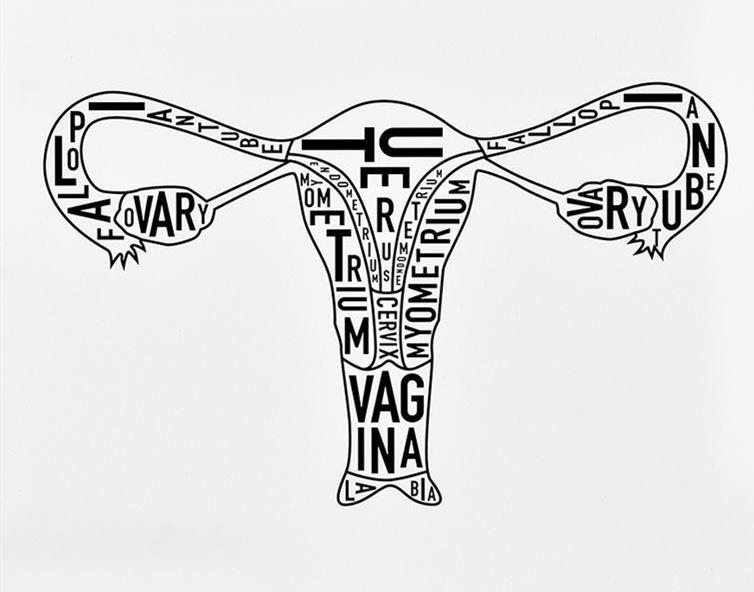 FALLOPIAN TUBE
FALLOPIAN TUBE
OVARY
OVARY
UTERUS
ENDOMETRIUM
ENDOMETRIUM
MYOMETRIUM
MYOMETRIUM
CERVIX
VAGINA
LABIA